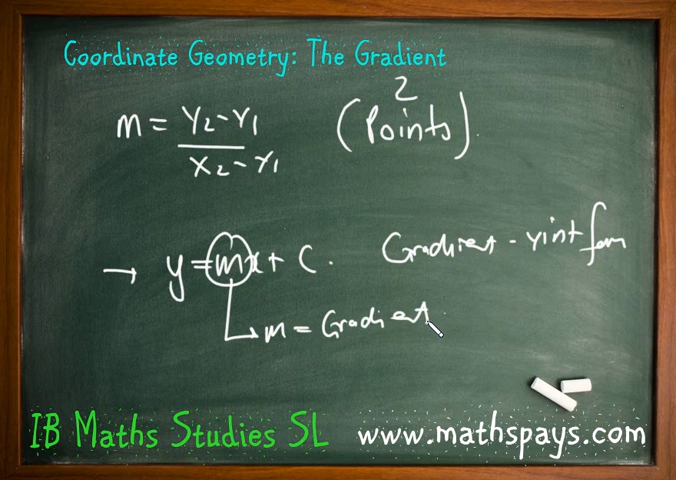 Coordinate Geometry: The Gradient
2
m = Y2 - Y1 / X2 - Y1 (Points).
→ y = mx + C. Gradient - yint form
m = Gradient
IB Maths Studies SL www.mathspays.com